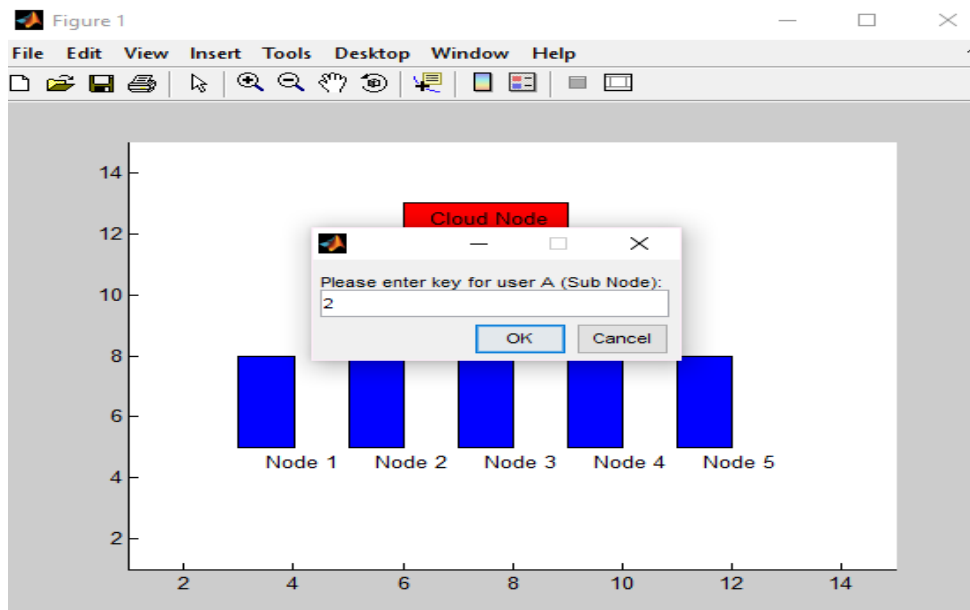 Figure 1
File Edit View Insert Tools Desktop Window Help
14
12
10
8
6
4
2
Cloud Node
Please enter key for user A (Sub Node):
2
OK Cancel
Node 1 Node 2 Node 3 Node 4 Node 5
2 4 6 8 10 12 14